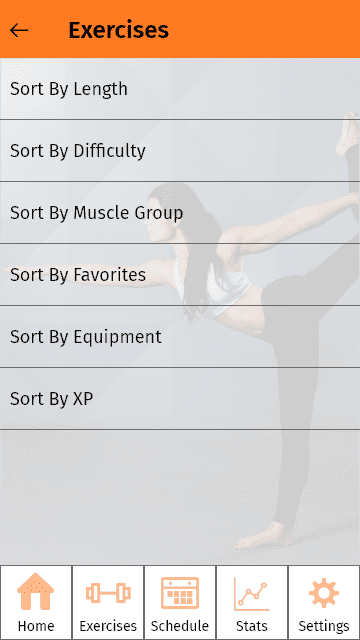 Exercises
Sort By Length
Sort By Difficulty
Sort By Muscle Group
Sort By Favorites
Sort By Equipment
Sort By XP
Home
Exercises
Schedule
Stats
Settings